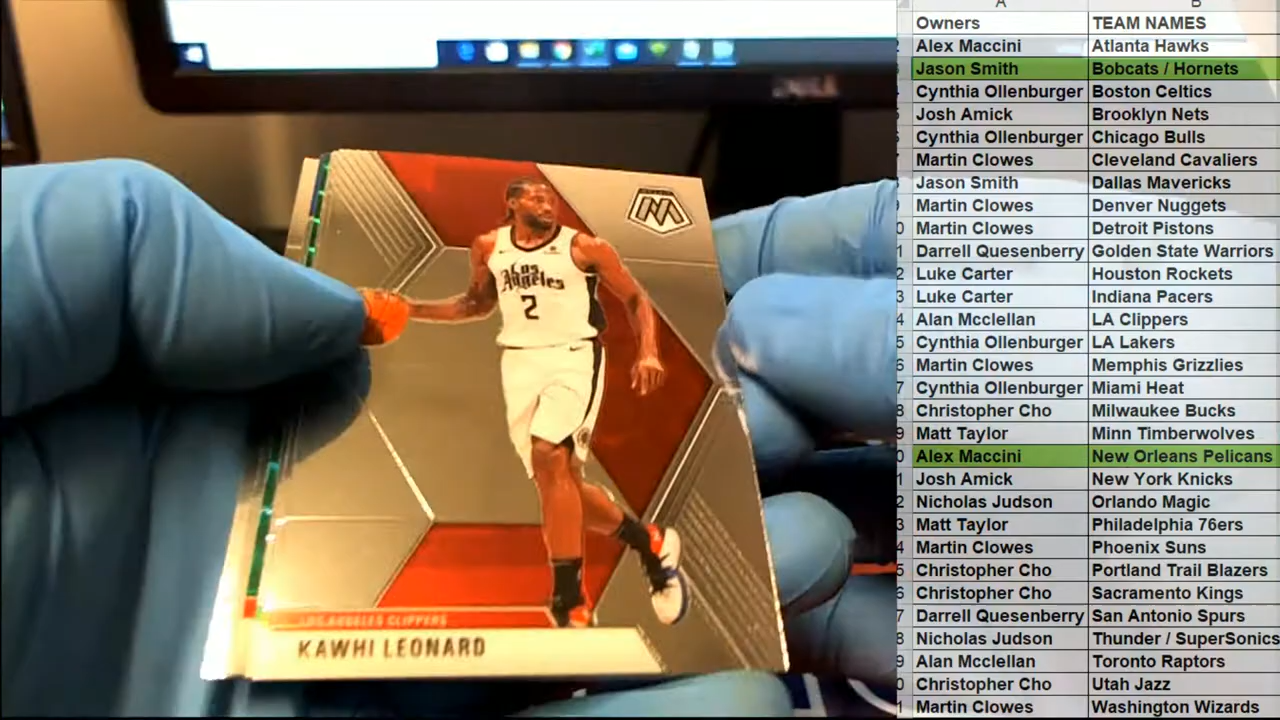 A B
Owners TEAM NAMES
Alex Maccini Atlanta Hawks
Jason Smith Bobcats / Hornets
Cynthia Ollenburger Boston Celtics
Josh Amick Brooklyn Nets
Cynthia Ollenburger Chicago Bulls
Martin Clowes Cleveland Cavaliers
Jason Smith Dallas Mavericks
Martin Clowes Denver Nuggets
Martin Clowes Detroit Pistons
Darrell Quesenberry Golden State Warriors
Luke Carter Houston Rockets
Luke Carter Indiana Pacers
Alan Mcclellan LA Clippers
Cynthia Ollenburger LA Lakers
Martin Clowes Memphis Grizzlies
Cynthia Ollenburger Miami Heat
Christopher Cho Milwaukee Bucks
Matt Taylor Minn Timberwolves
Alex Maccini New Orleans Pelicans
Josh Amick New York Knicks
Nicholas Judson Orlando Magic
Matt Taylor Philadelphia 76ers
Martin Clowes Phoenix Suns
Christopher Cho Portland Trail Blazers
Christopher Cho Sacramento Kings
Darrell Quesenberry San Antonio Spurs
Nicholas Judson Thunder / SuperSonics
Alan Mcclellan Toronto Raptors
Christopher Cho Utah Jazz
Martin Clowes Washington Wizards
M
Los
Angeles
2
LOS ANGELES CLIPPERS
KAWHI LEONARD